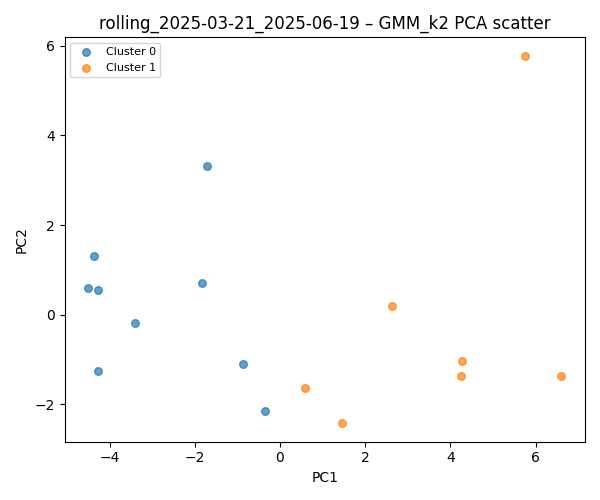 rolling_2025-03-21_2025-06-19 – GMM_k2 PCA scatter
Cluster 0
Cluster 1
6
4
2
0
−2
PC2
−4
−2
0
2
4
6
PC1